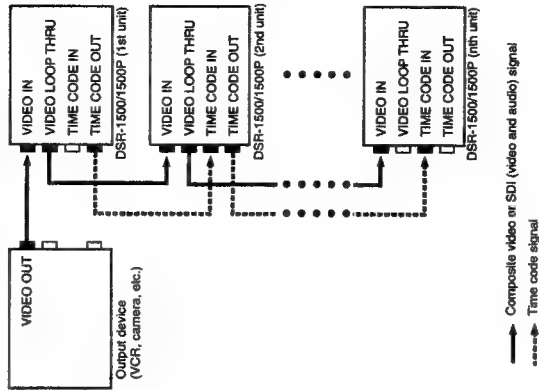 VIDEO OUT
Output device
(VCR, camera, etc.)
VIDEO IN
VIDEO LOOP THRU
TIME CODE IN
TIME CODE OUT
DSR-1500/1500P (1st unit)
VIDEO IN
VIDEO LOOP THRU
TIME CODE IN
TIME CODE OUT
DSR-1500/1500P (2nd unit)
VIDEO IN
VIDEO LOOP THRU
TIME CODE IN
TIME CODE OUT
DSR-1500/1500P (nth unit)
Composite video or SDI (video and audio) signal
Time code signal